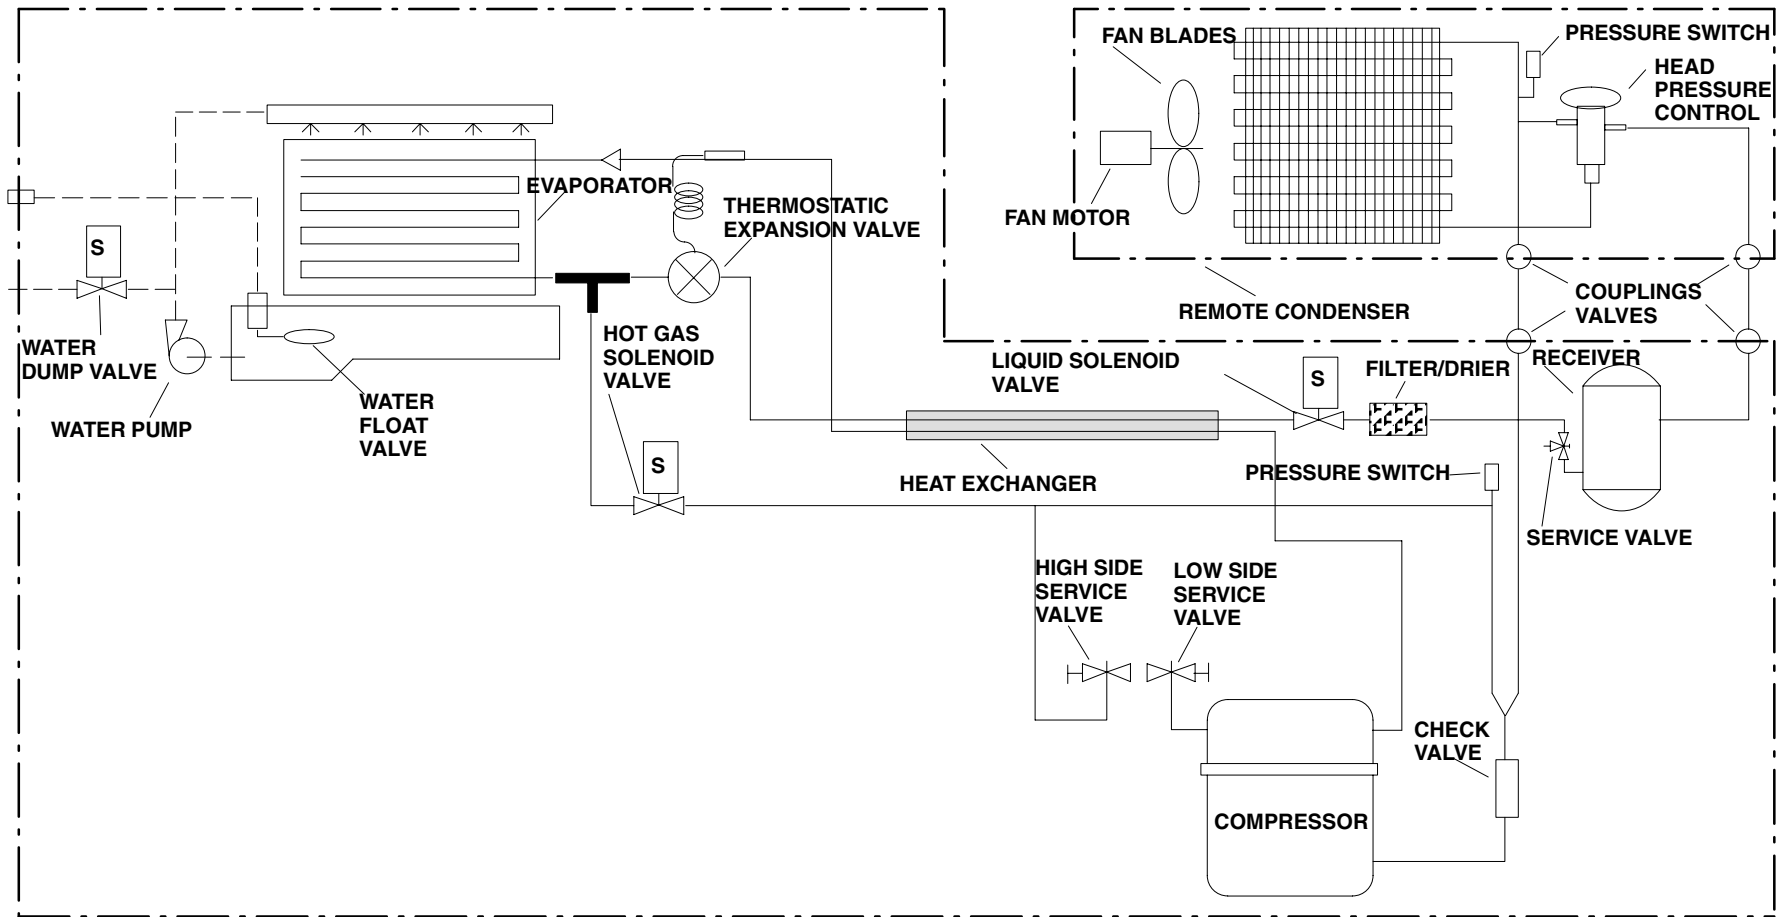 FAN BLADES
PRESSURE SWITCH
HEAD
PRESSURE
CONTROL
EVAPORATOR
THERMOSTATIC
EXPANSION VALVE
FAN MOTOR
S
REMOTE CONDENSER
COUPLINGS
VALVES
WATER
DUMP VALVE
HOT GAS
SOLENOID
VALVE
LIQUID SOLENOID
VALVE
S
FILTER/DRIER
RECEIVER
WATER PUMP
WATER
FLOAT
VALVE
S
HEAT EXCHANGER
PRESSURE SWITCH
SERVICE VALVE
HIGH SIDE
SERVICE
VALVE
LOW SIDE
SERVICE
VALVE
CHECK
VALVE
COMPRESSOR